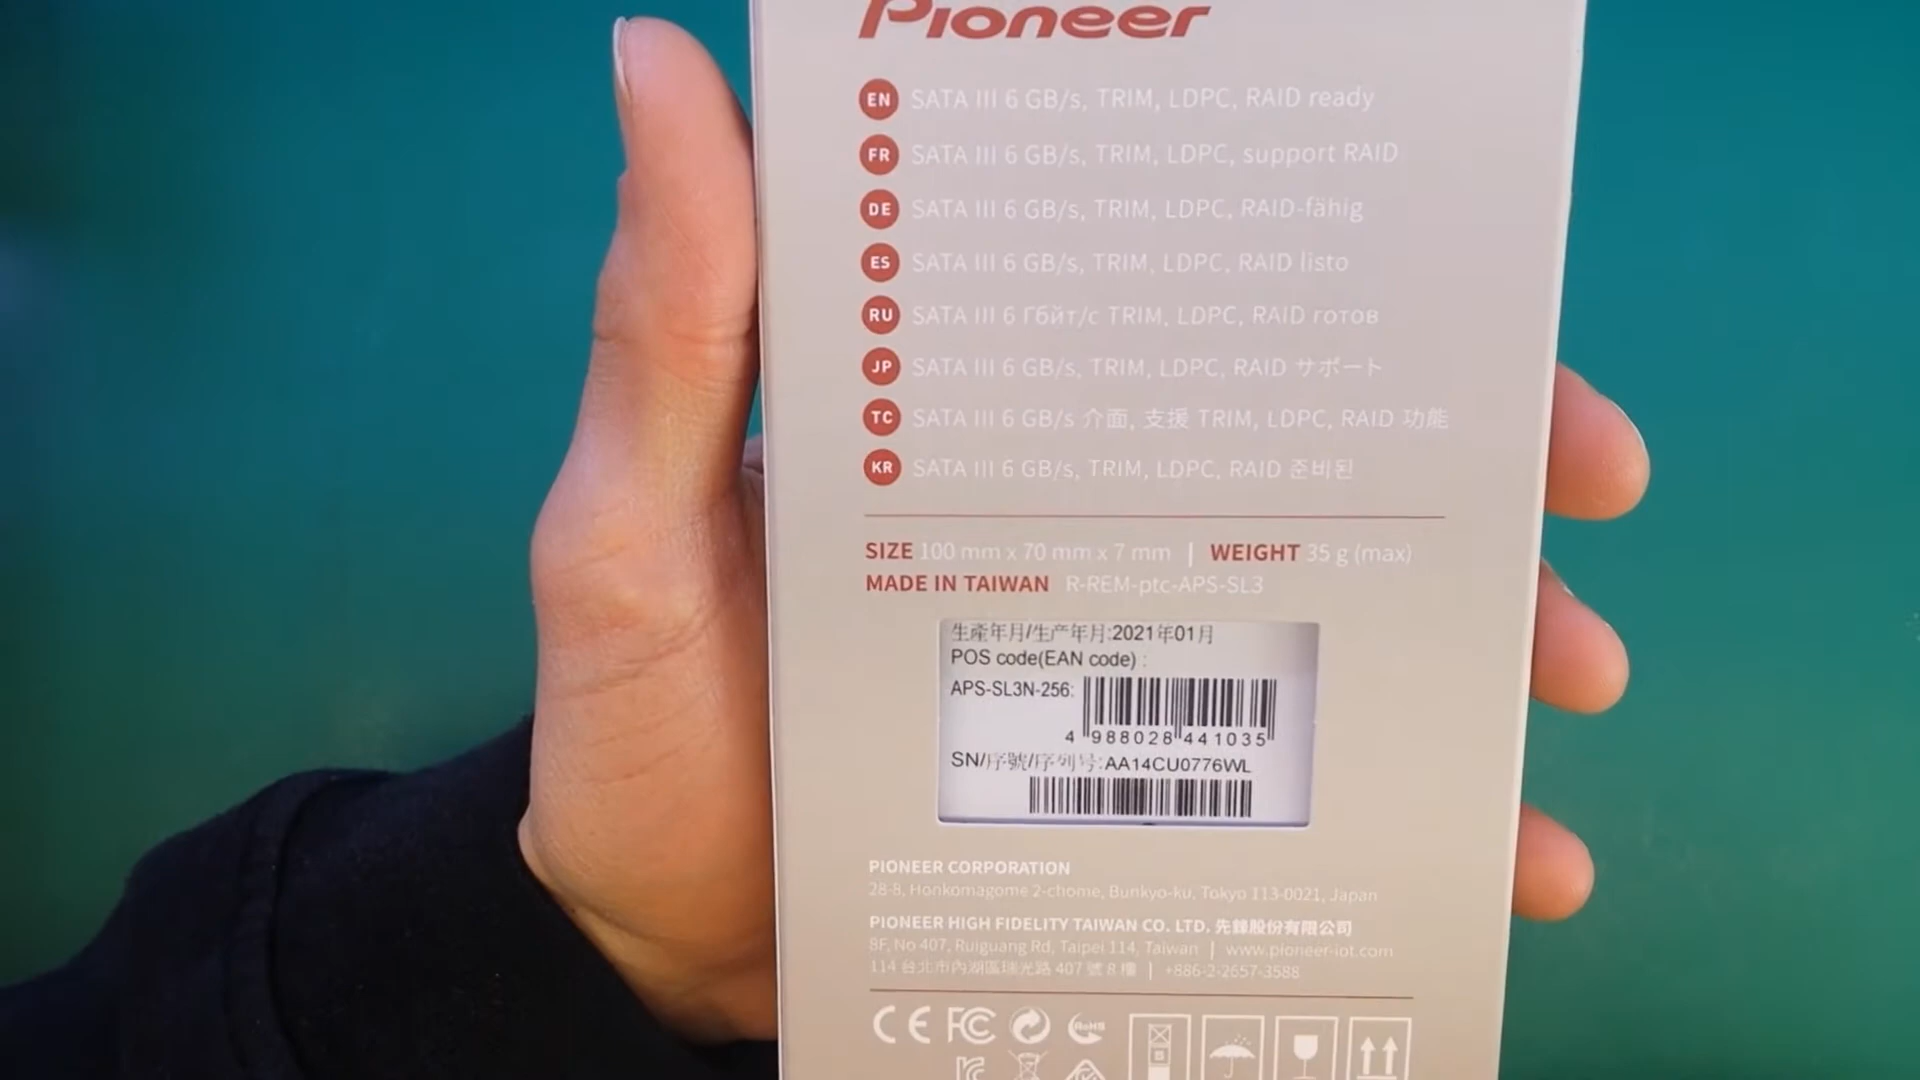 Pioneer
EN SATA III 6 GB/s, TRIM, LDPC, RAID ready
FR SATA III 6 GB/s, TRIM, LDPC, support RAID
DE SATA III 6 GB/s, TRIM, LDPC, RAID-fähig
ES SATA III 6 GB/s, TRIM, LDPC, RAID listo
RU SATA III 6 Гбйт/с TRIM, LDPC, RAID готов
JP SATA III 6 GB/s, TRIM, LDPC, RAID サポート
TC SATA III 6 GB/s 介面, 支援 TRIM, LDPC, RAID 功能
KR SATA III 6 GB/s, TRIM, LDPC, RAID 준비된
SIZE 100 mm x 70 mm x 7 mm | WEIGHT 35 g (max)
MADE IN TAIWAN R-REM-ptc-APS-SL3
生產年月/生产年月:2021年01月
POS code(EAN code) :
APS-SL3N-256:
4 988028 441035
SN/序號/序列号:AA14CU0776WL
PIONEER CORPORATION
28-8, Honkomagome 2-chome, Bunkyo-ku, Tokyo 113-0021, Japan
PIONEER HIGH FIDELITY TAIWAN CO. LTD. 先鋒股份有限公司
8F, No 407, Ruiguang Rd, Taipei 114, Taiwan | www.pioneer-iot.com
114 台北市內湖區瑞光路 407 號 8 樓 | +886-2-2657-3588
CE FC RoHS